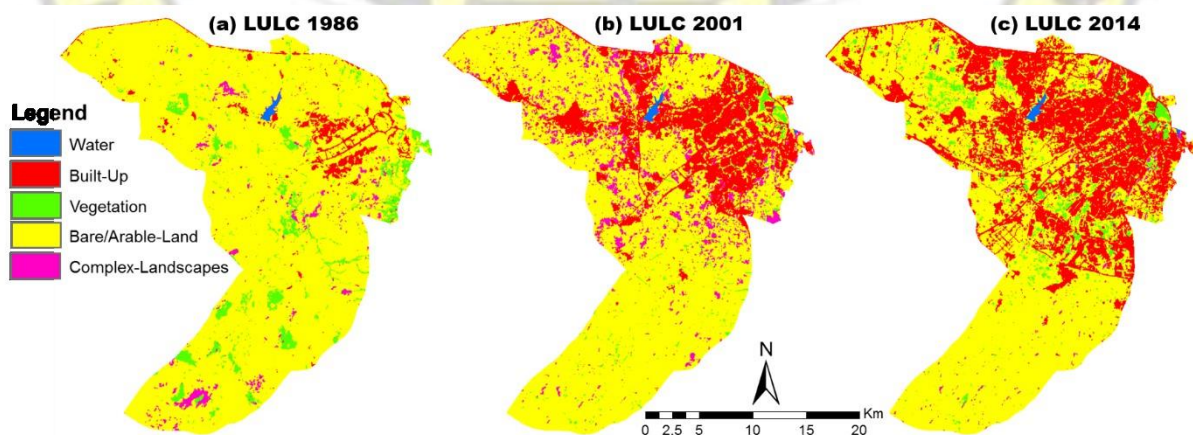 (a) LULC 1986
(b) LULC 2001
(c) LULC 2014
Legend
Water
Built-Up
Vegetation
Bare/Arable-Land
Complex-Landscapes
N
Km
0 2.5 5 10 15 20